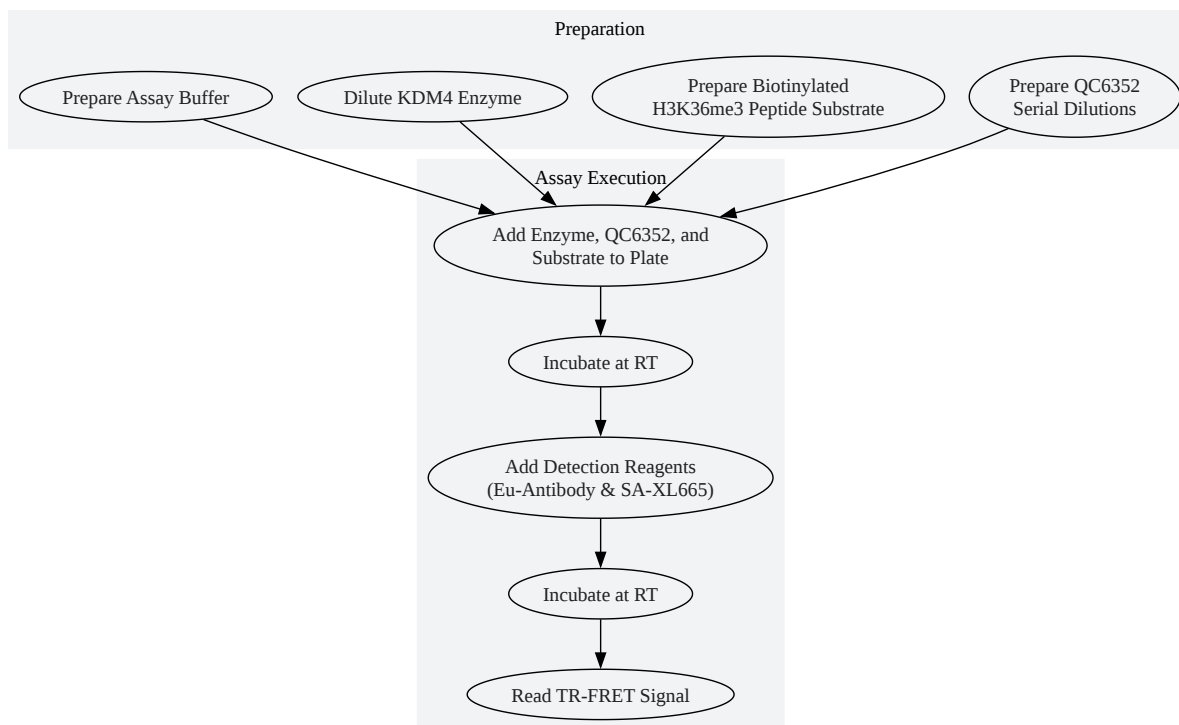 Preparation
Prepare Assay Buffer
Dilute KDM4 Enzyme
Prepare Biotinylated
H3K36me3 Peptide Substrate
Prepare QC6352
Serial Dilutions
Assay Execution
Add Enzyme, QC6352, and
Substrate to Plate
Incubate at RT
Add Detection Reagents
(Eu-Antibody & SA-XL665)
Incubate at RT
Read TR-FRET Signal